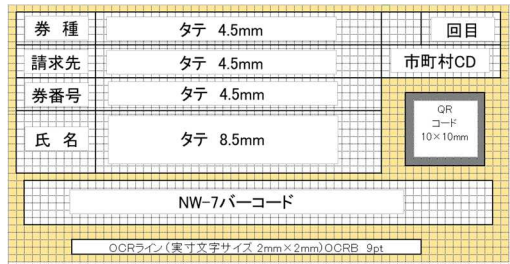 券 種 タテ 4.5mm 回目
請求先 タテ 4.5mm 市町村CD
券番号 タテ 4.5mm
氏 名 タテ 8.5mm
QR
コード
10×10mm
NW-7バーコード
OCRライン(実寸文字サイズ 2mm×2mm)OCRB 9pt